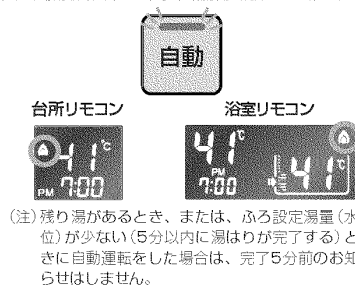 自動
台所リモコン 浴室リモコン
41℃ 41℃ 41℃
PM 7:00 PM 7:00
(注)残り湯があるとき、または、ふろ設定湯量(水
位)が少ない(5分以内に湯はりが完了する)と
きに自動運転をした場合は、完了5分前のお知
らせはしません。